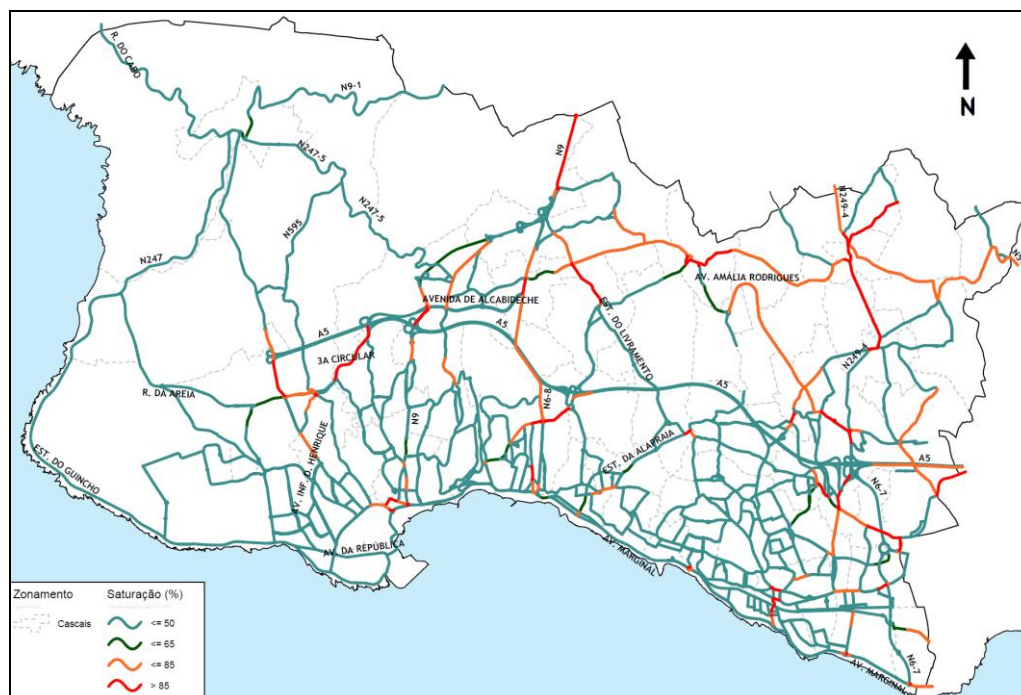 R. DO CABO
N9-1
N
N9
N247-5
N249-4
N595
N247-5
N247
AV. AMÁLIA RODRIGUES
AVENIDA DE ALCABIDECHE
A5
A5
EST. DO LIVRAMENTO
3A CIRCULAR
N249-4
A5
R. DA AREIA
N6-8
N9
EST. DA ALAPRAIA
A5
EST. DO GUINCHO
AV. INF. D. HENRIQUE
N6-7
AV. DA REPÚBLICA
AV. MARGINAL
N6-7
AV. MARGINAL
Zonamento
Cascais
Saturação (%)
<= 50
<= 65
<= 85
> 85